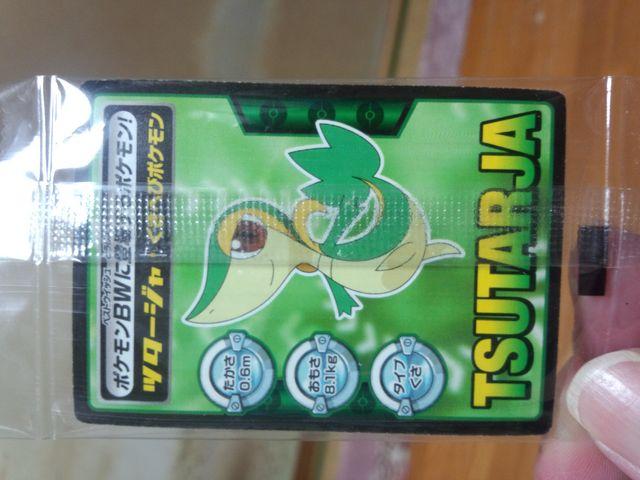 ポケモンBWに登場するポケモン!
ツタージャ くさへびポケモン
たかさ
0.6m
おもさ
8.1kg
タイプ
くさ
TSUTARJA